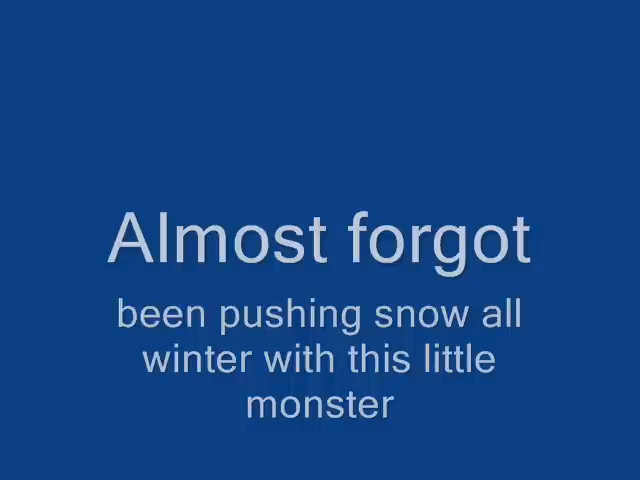 Almost forgot
been pushing snow all
winter with this little
monster